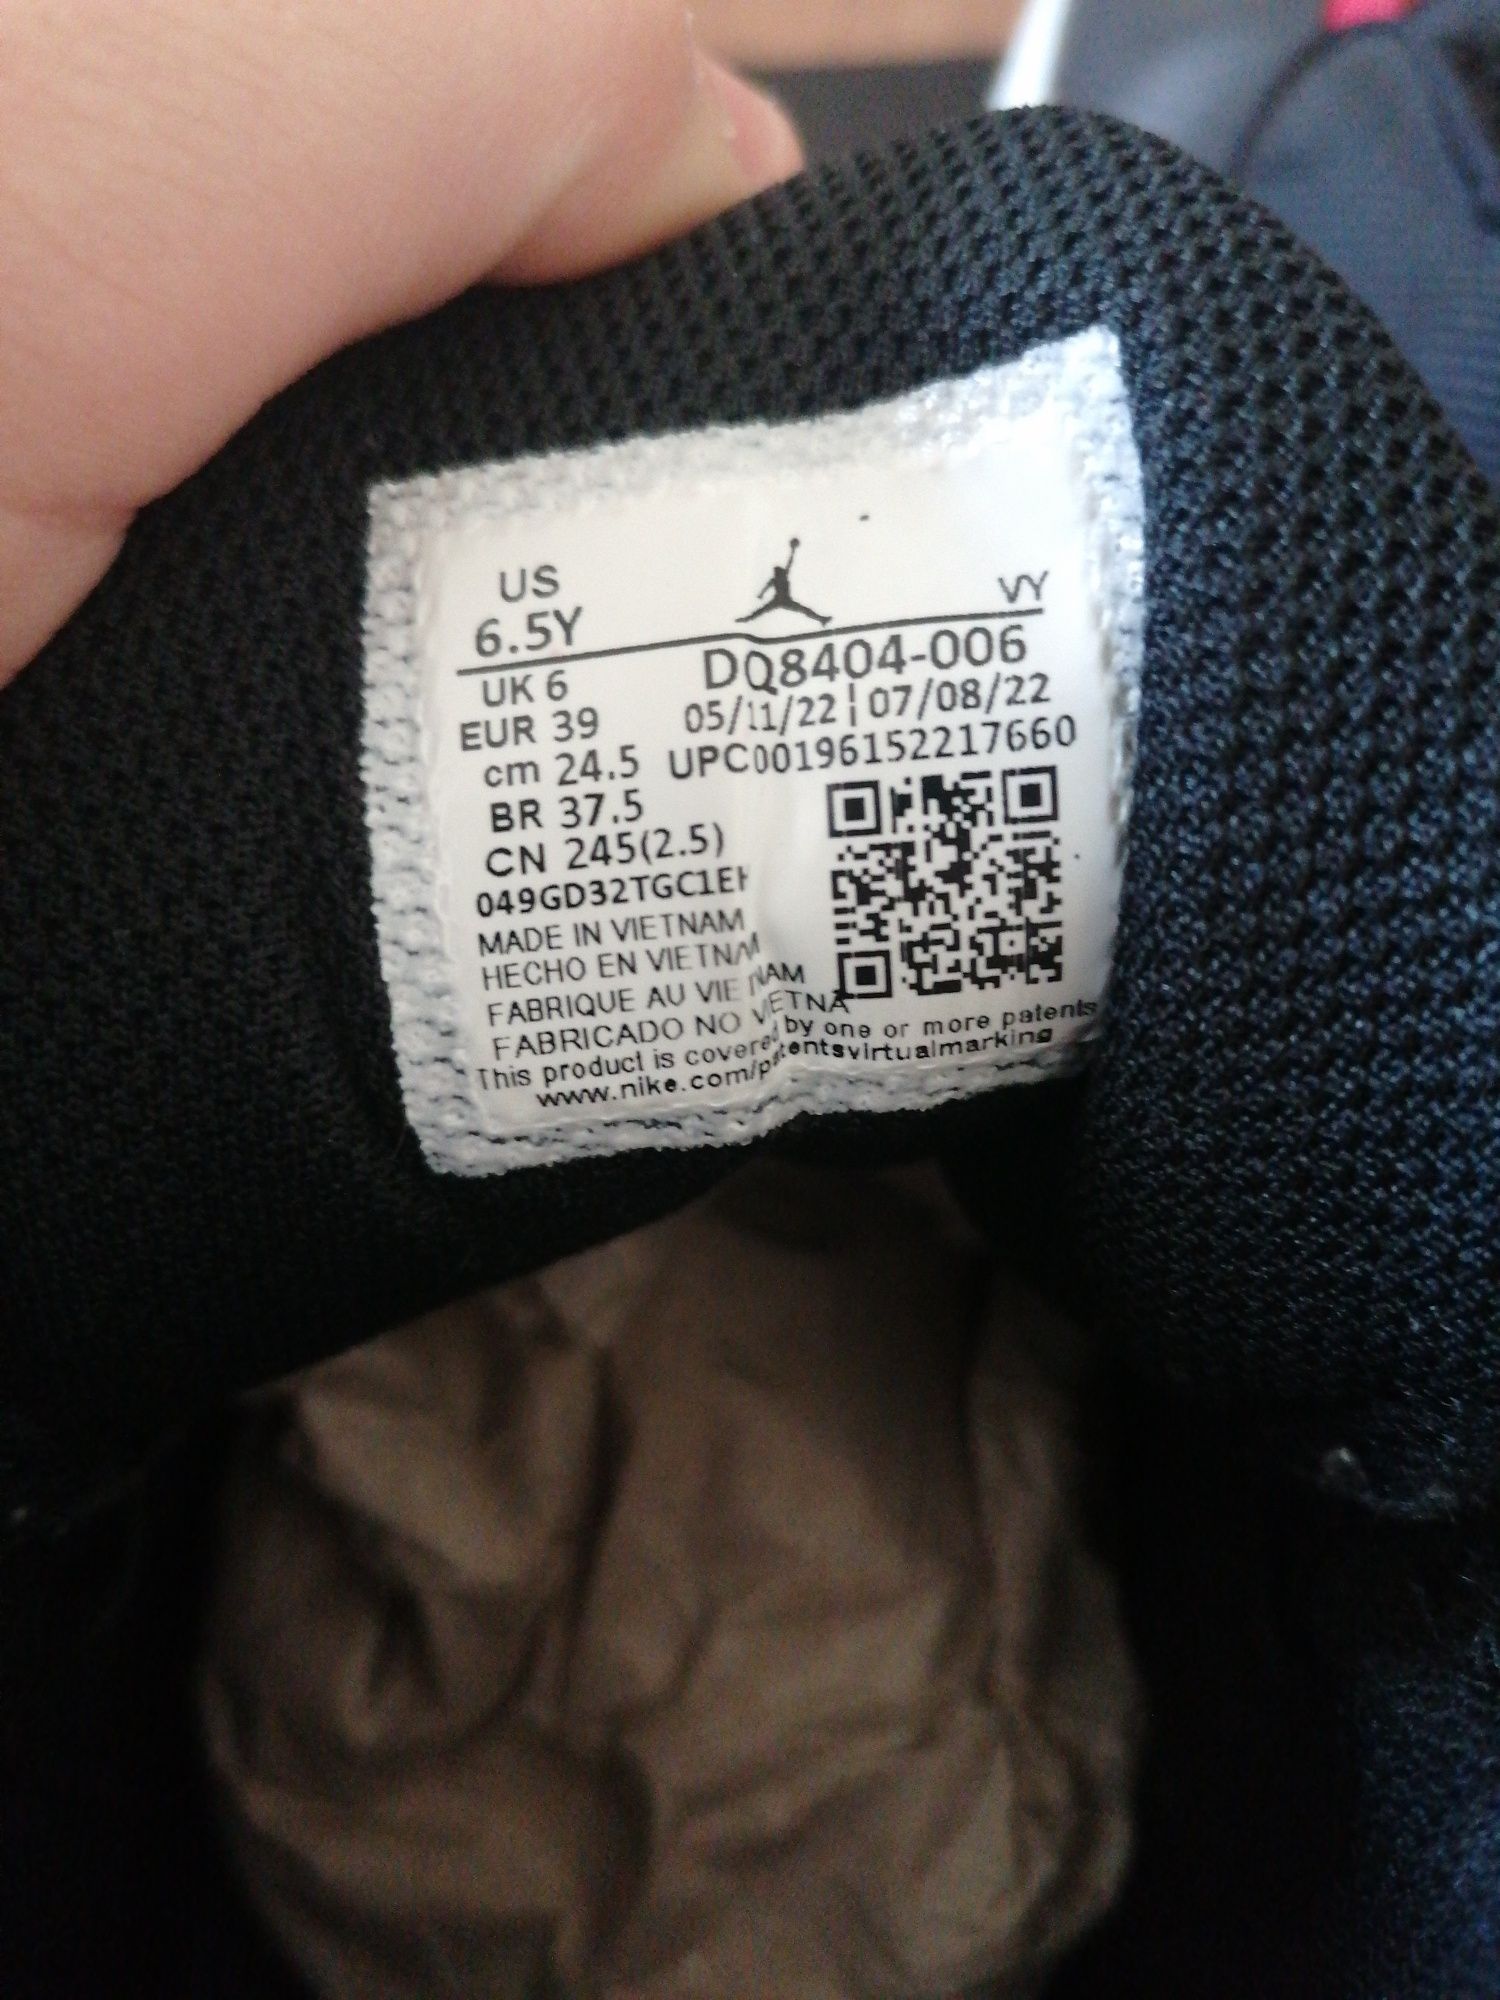 US
6.5Y
VY
UK 6
DQ8404-006
EUR 39
05/11/22 | 07/08/22
cm 24.5
UPC00196152217660
BR 37.5
CN 245(2.5)
049GD32TGC1EH
MADE IN VIETNAM
HECHO EN VIETNAM
FABRIQUE AU VIETNAM
FABRICADO NO VIETNA
This product is covered by one or more patents
www.nike.com/patentsvirtualmarking